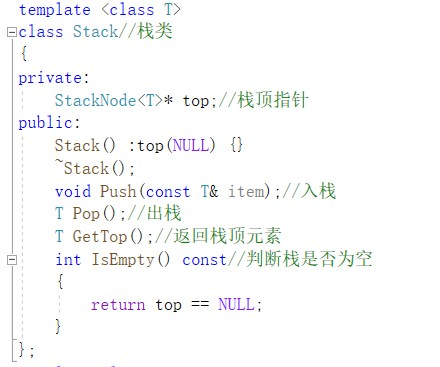 template <class T>
class Stack//栈类
{
private:
    StackNode<T>* top;//栈顶指针
public:
    Stack() :top(NULL) {}
    ~Stack();
    void Push(const T& item);//入栈
    T Pop();//出栈
    T GetTop();//返回栈顶元素
    int IsEmpty() const//判断栈是否为空
    {
        return top == NULL;
    }
};